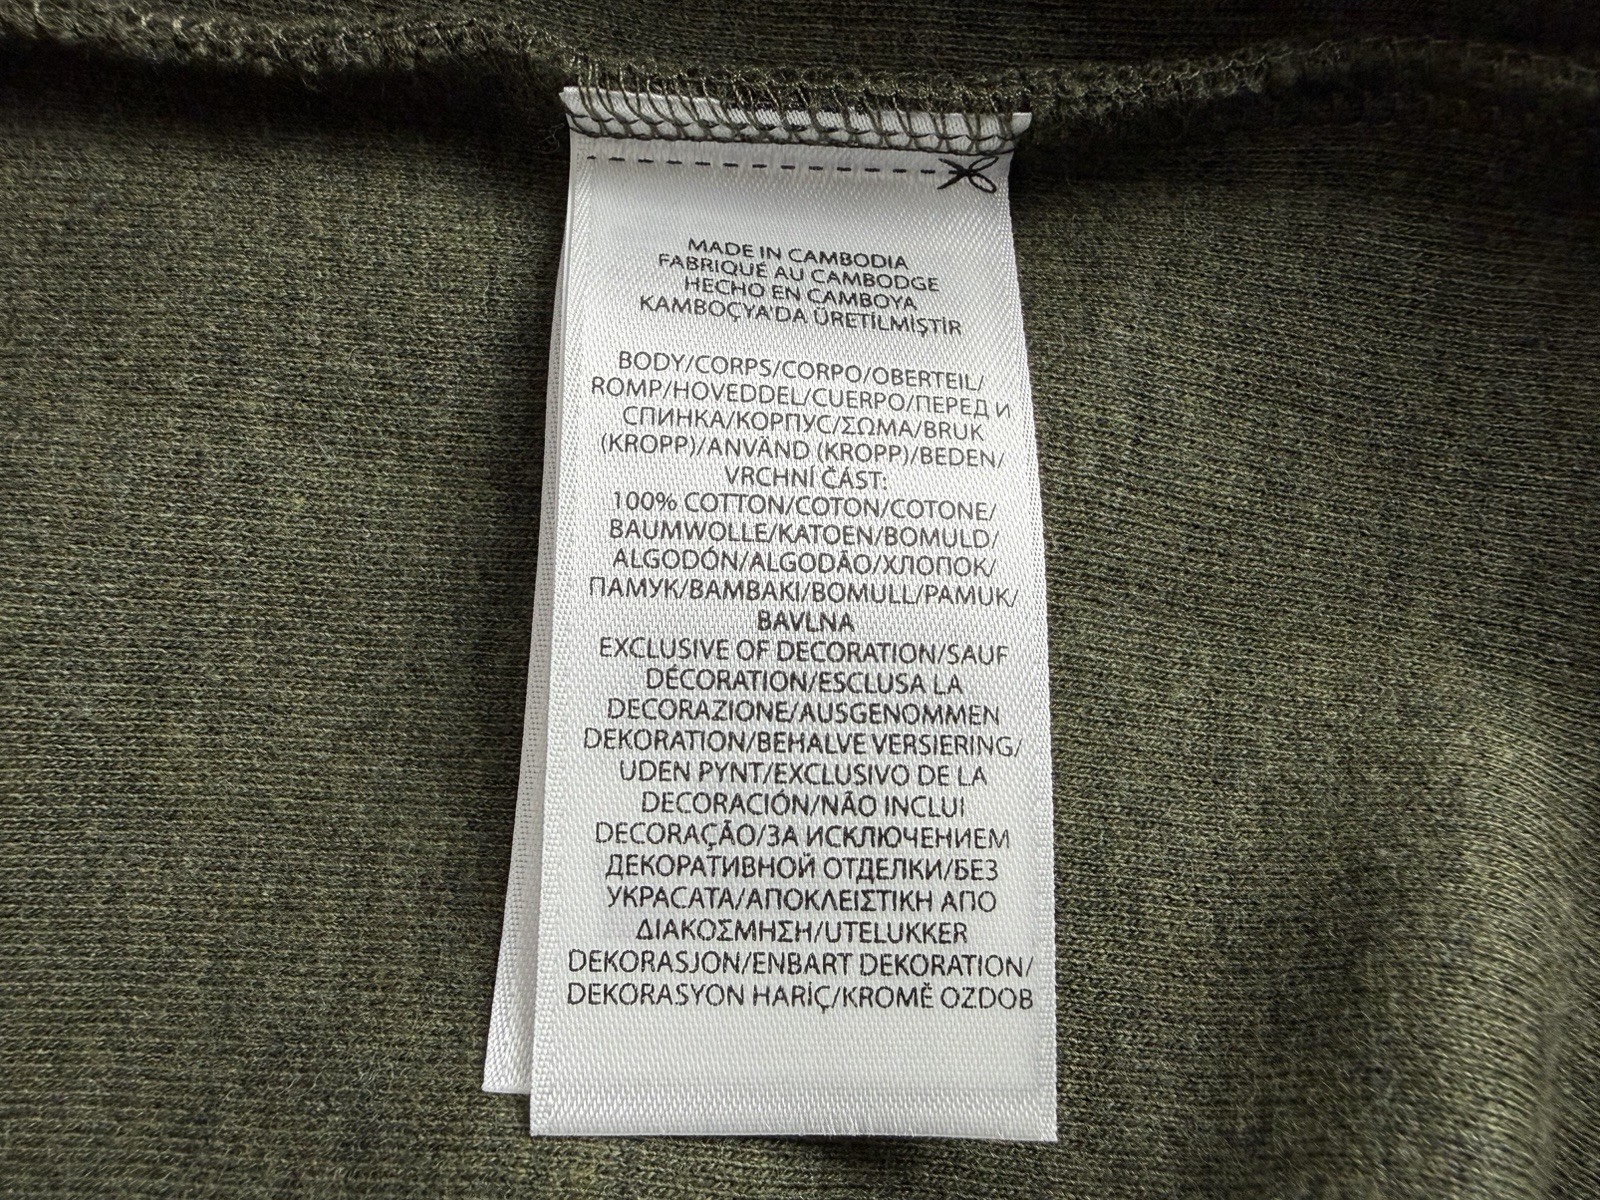 MADE IN CAMBODIA
FABRIQUÉ AU CAMBODGE
HECHO EN CAMBOYA
KAMBOÇYA'DA ÜRETİLMİŞTİR
BODY/CORPS/CORPO/OBERTEIL/
ROMP/HOVEDDEL/CUERPO/ПЕРЕД И
СПИНКА/КОРПУС/ΣΩΜΑ/BRUK
(KROPP)/ANVÄND (KROPP)/BEDEN/
VRCHNÍ ČÁST:
100% COTTON/COTON/COTONE/
BAUMWOLLE/KATOEN/BOMULD/
ALGODÓN/ALGODÃO/ХЛОПОК/
ПАМУК/ΒΑΜΒΑΚΙ/BOMULL/PAMUK/
BAVLNA
EXCLUSIVE OF DECORATION/SAUF
DÉCORATION/ESCLUSA LA
DECORAZIONE/AUSGENOMMEN
DEKORATION/BEHALVE VERSIERING/
UDEN PYNT/EXCLUSIVO DE LA
DECORACIÓN/NÃO INCLUI
DECORAÇÃO/ЗА ИСКЛЮЧЕНИЕМ
ДЕКОРАТИВНОЙ ОТДЕЛКИ/БЕЗ
УКРАСАТА/ΑΠΟΚΛΕΙΣΤΙΚΗ ΑΠΟ
ΔΙΑΚΟΣΜΗΣΗ/UTELUKKER
DEKORASJON/ENBART DEKORATION/
DEKORASYON HARİÇ/KROMĚ OZDOB